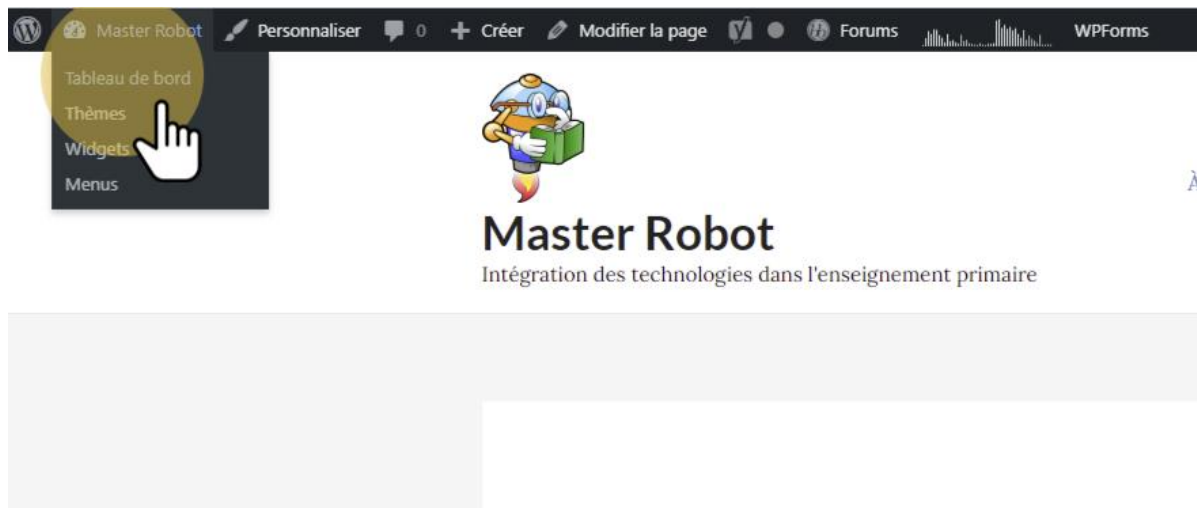 Master Robot Personnaliser 0 Créer Modifier la page Forums WPForms
Tableau de bord
Thèmes
Widgets
Menus
À
Master Robot
Intégration des technologies dans l'enseignement primaire